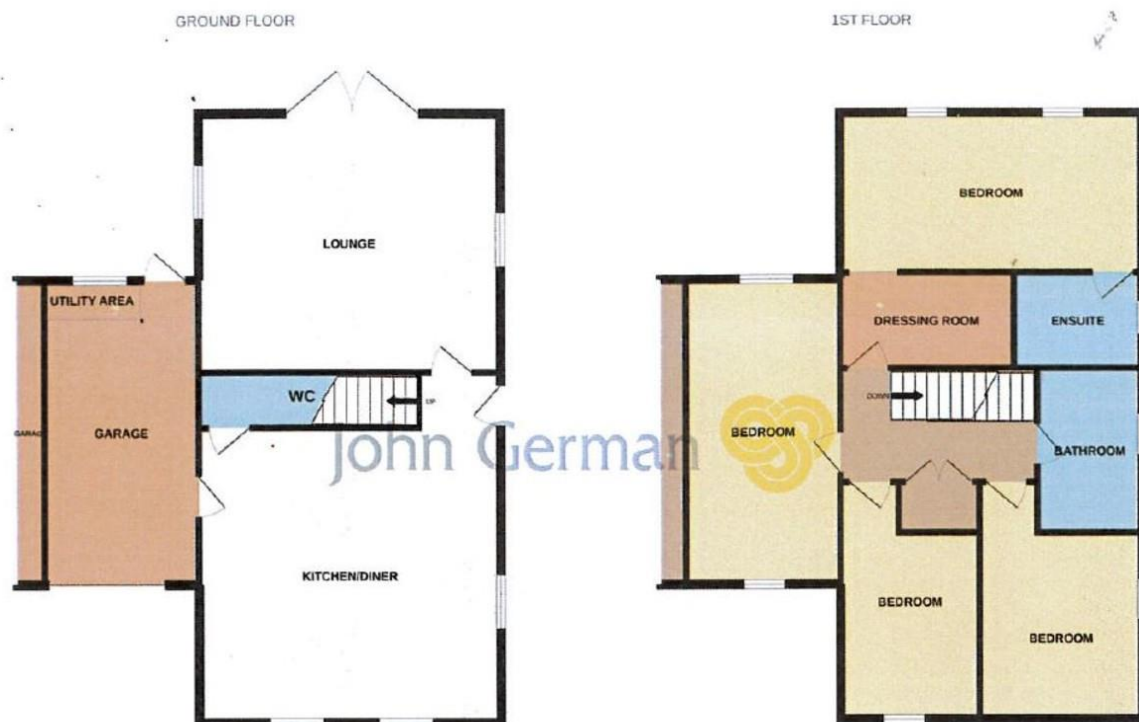 GROUND FLOOR
LOUNGE
UTILITY AREA
WC
UP
GARAGE
KITCHEN/DINER
John German
1ST FLOOR
BEDROOM
DRESSING ROOM
ENSUITE
DOWN
BEDROOM
BATHROOM
BEDROOM
BEDROOM